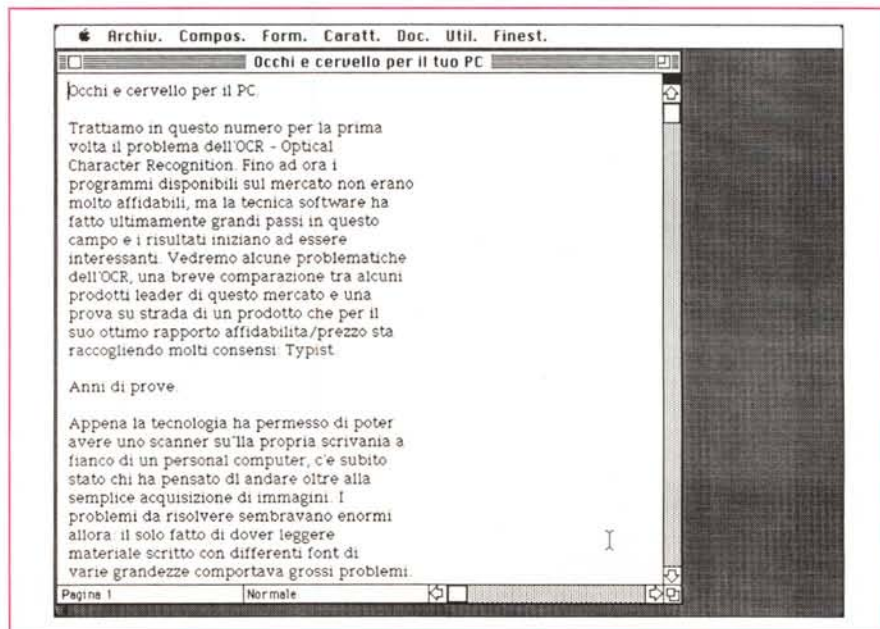 Archiv. Compos. Form. Caratt. Doc. Util. Finest.
Occhi e cervello per il tuo PC
Occhi e cervello per il PC.
Trattiamo in questo numero per la prima
volta il problema dell'OCR - Optical
Character Recognition. Fino ad ora i
programmi disponibili sul mercato non erano
molto affidabili, ma la tecnica software ha
fatto ultimamente grandi passi in questo
campo e i risultati iniziano ad essere
interessanti. Vedremo alcune problematiche
dell'OCR, una breve comparazione tra alcuni
prodotti leader di questo mercato e una
prova su strada di un prodotto che per il
suo ottimo rapporto affidabilita/prezzo sta
raccogliendo molti consensi: Typist.
Anni di prove.
Appena la tecnologia ha permesso di poter
avere uno scanner su"lla propria scrivania a
fianco di un personal computer, c'e subito
stato chi ha pensato dl andare oltre alla
semplice acquisizione di immagini. I
problemi da risolvere sembravano enormi
allora: il solo fatto di dover leggere
materiale scritto con differenti font di
varie grandezze comportava grossi problemi.
Pagina 1 Normale